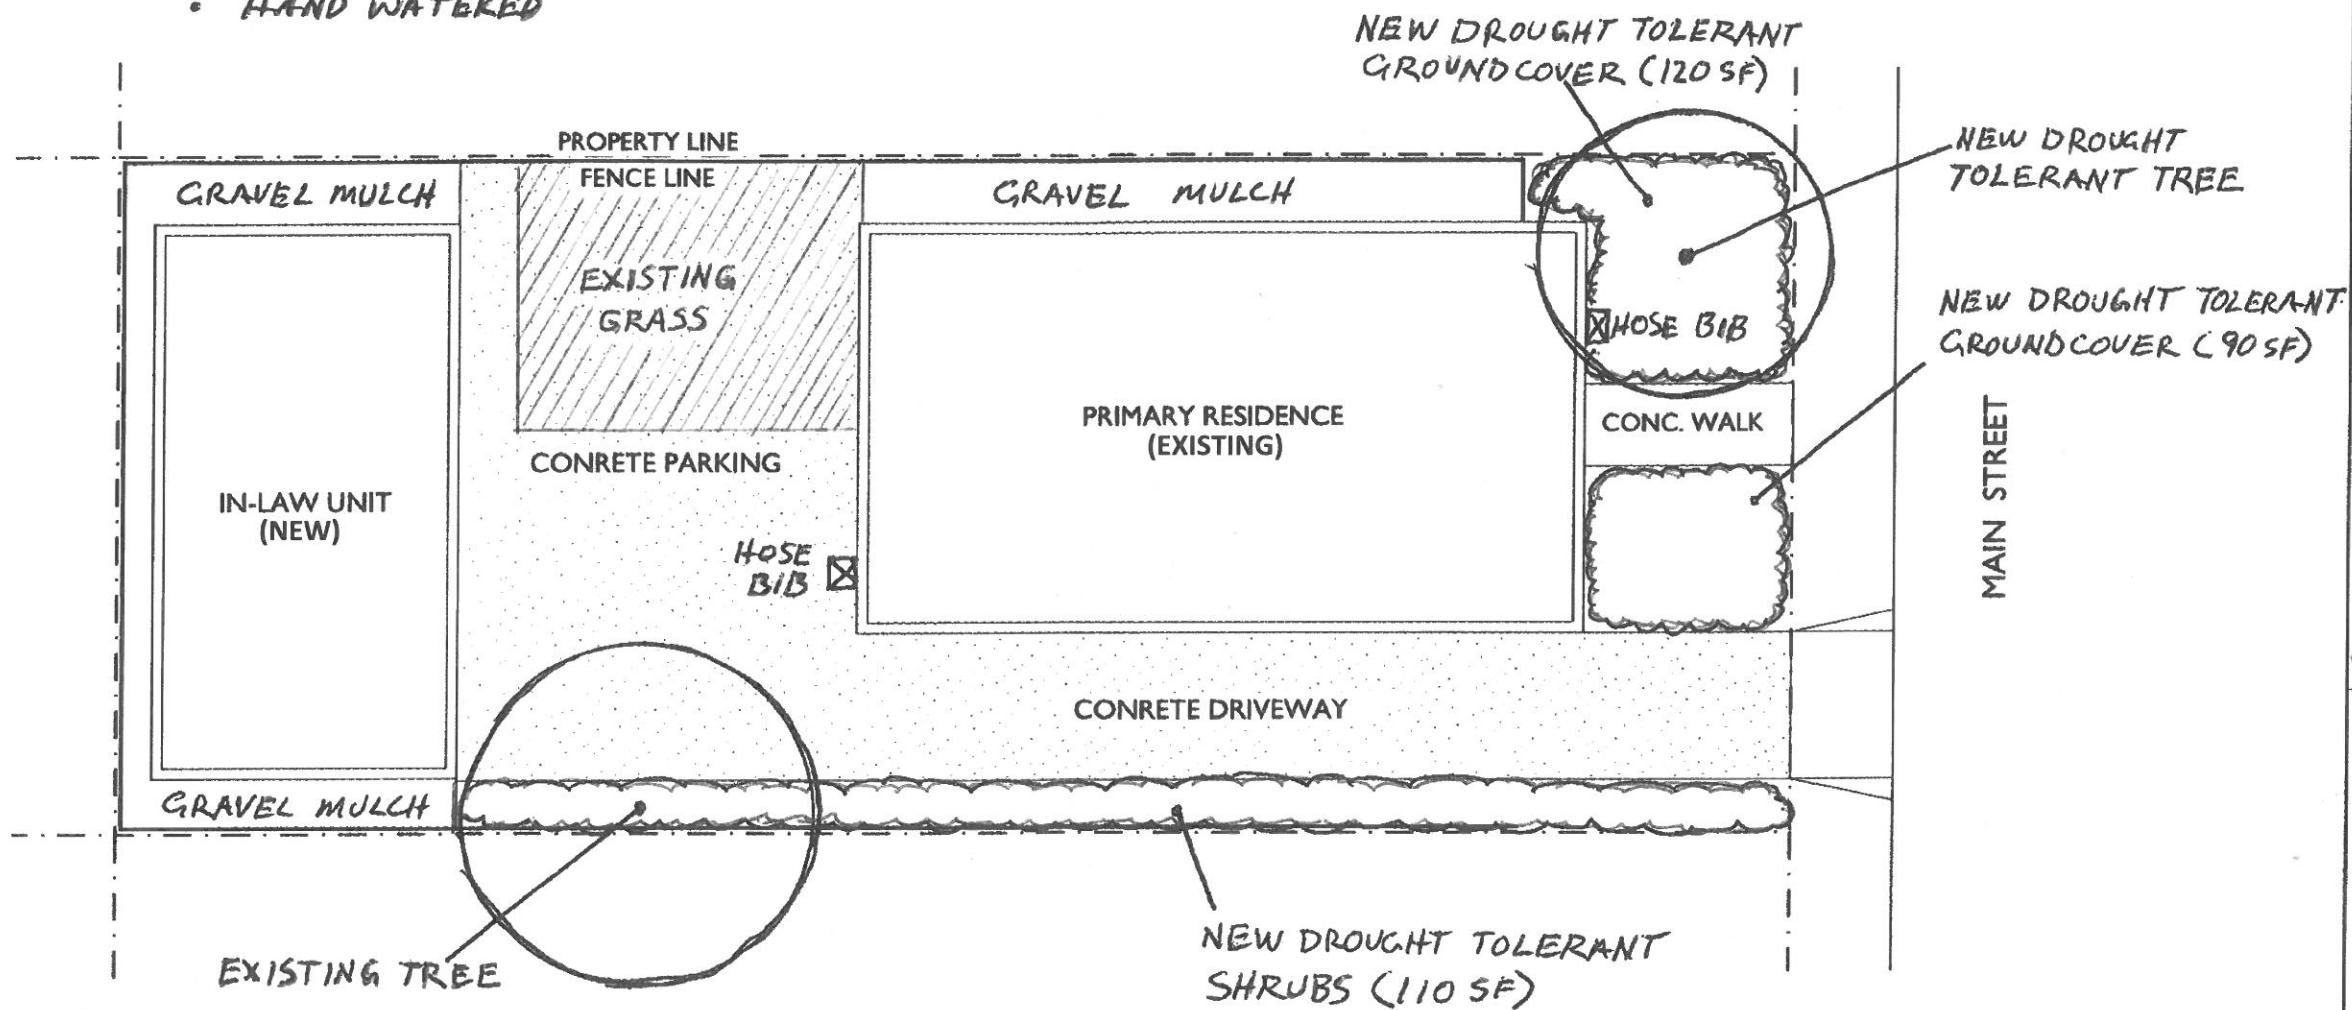 • HAND WATERED
NEW DROUGHT TOLERANT
GROUNDCOVER (120 SF)
PROPERTY LINE
FENCE LINE
NEW DROUGHT
TOLERANT TREE
GRAVEL MULCH
GRAVEL MULCH
EXISTING
GRASS
HOSE BIB
NEW DROUGHT TOLERANT
GROUNDCOVER (90 SF)
PRIMARY RESIDENCE
(EXISTING)
CONC. WALK
CONRETE PARKING
IN-LAW UNIT
(NEW)
MAIN STREET
HOSE
BIB
CONRETE DRIVEWAY
GRAVEL MULCH
EXISTING TREE
NEW DROUGHT TOLERANT
SHRUBS (110 SF)